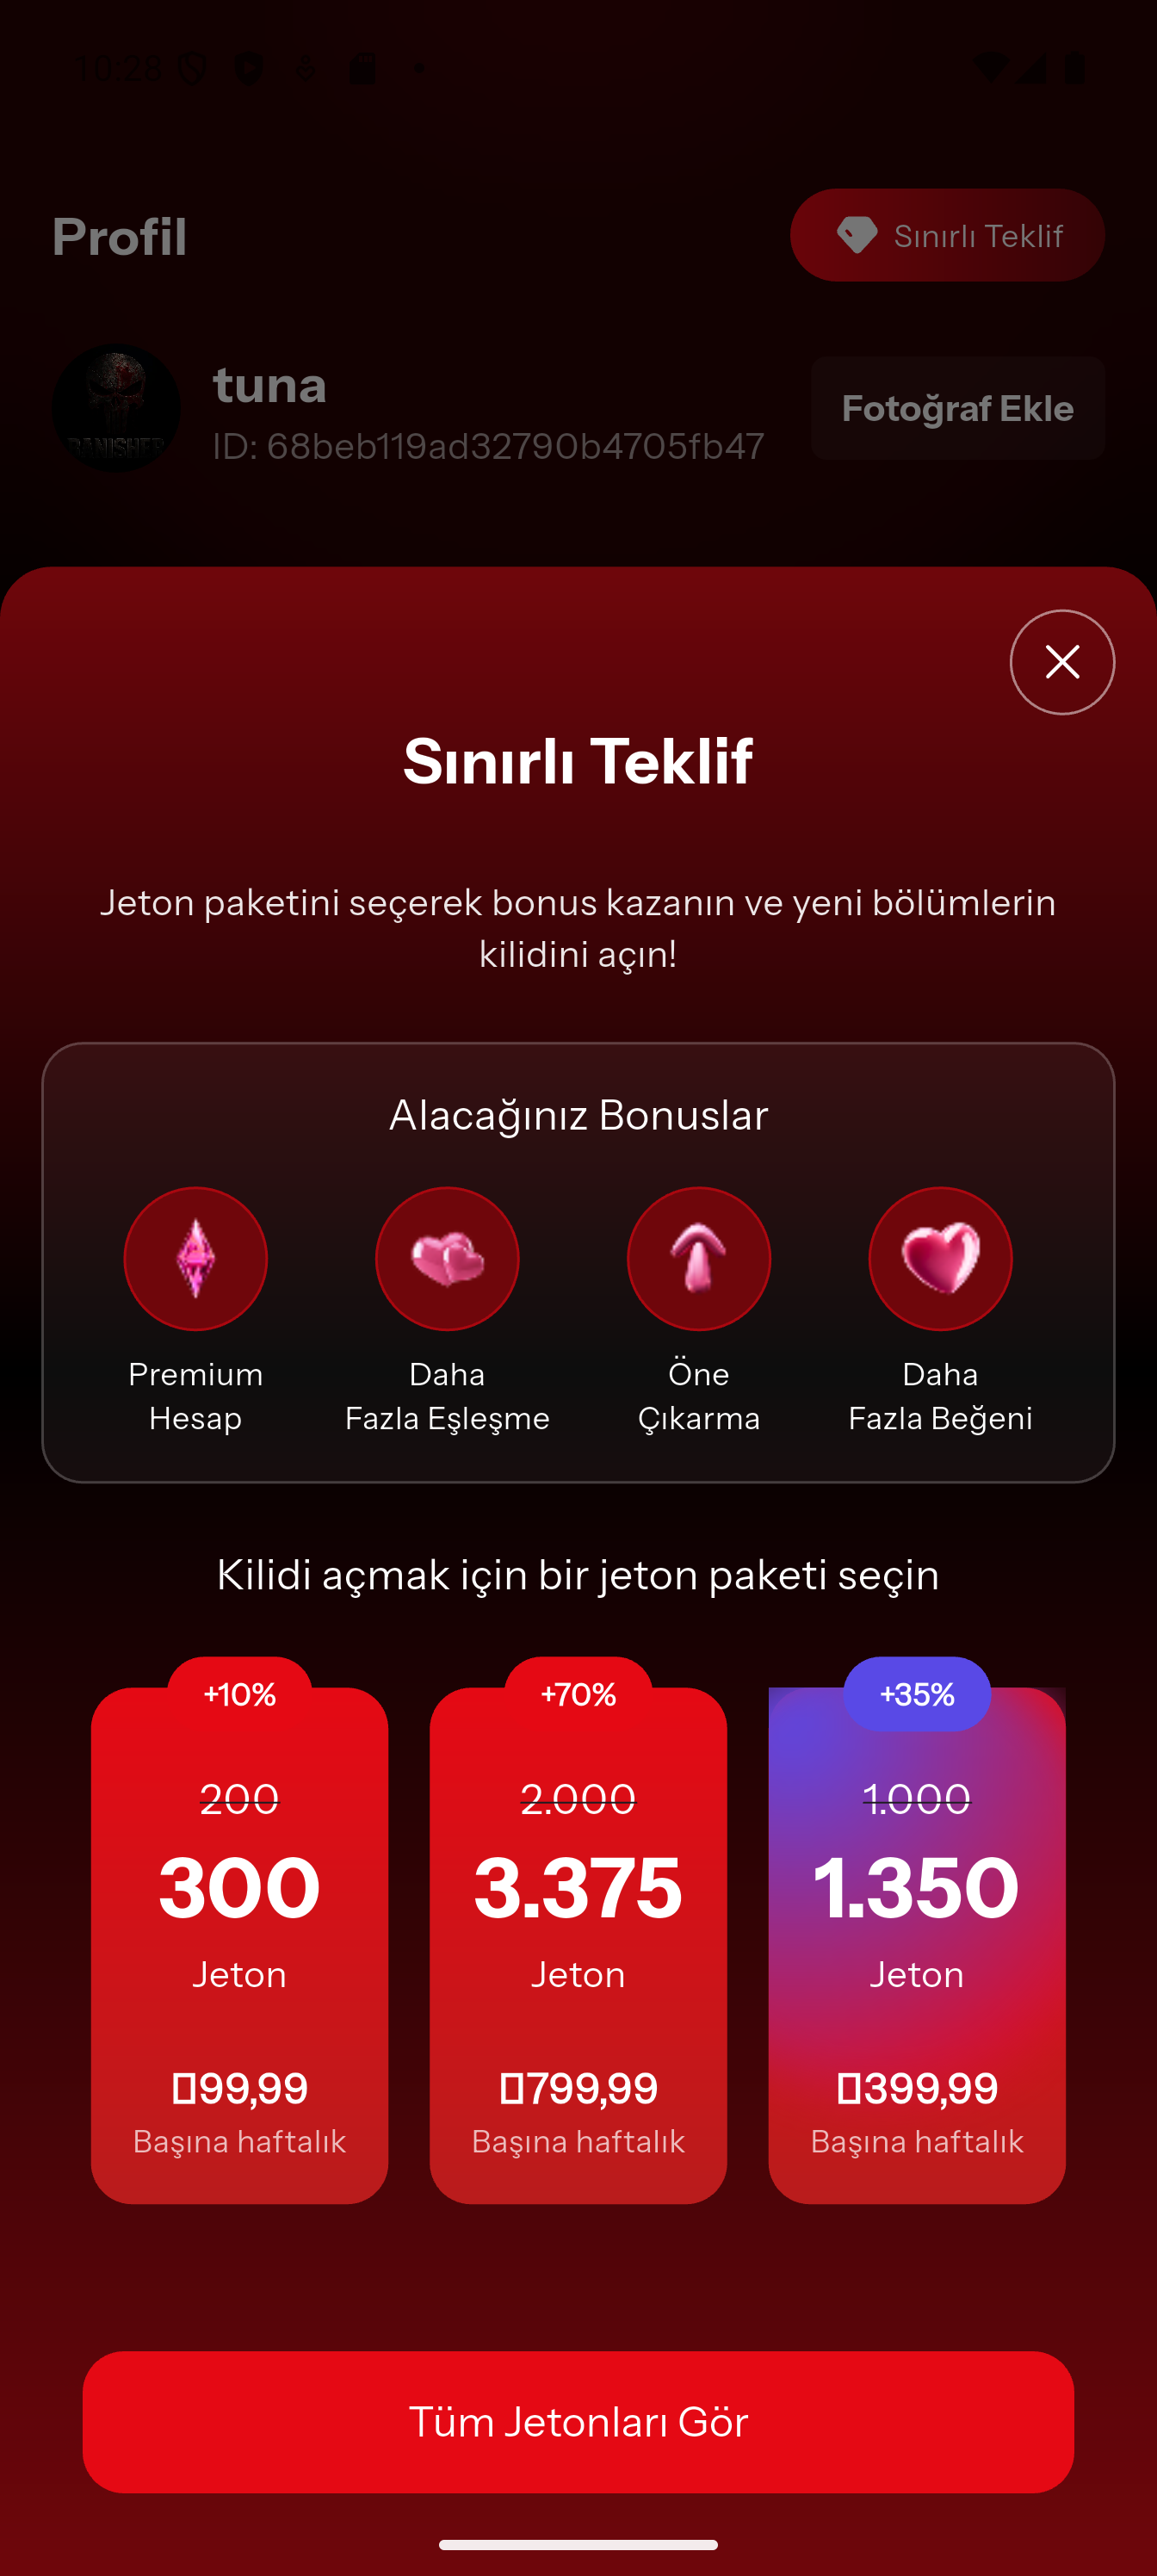 10:28
Profil
Sınırlı Teklif
tuna
ID: 68beb119ad32790b4705fb47
Fotoğraf Ekle
Sınırlı Teklif
Jeton paketini seçerek bonus kazanın ve yeni bölümlerin
kilidini açın!
Alacağınız Bonuslar
Premium
Hesap
Daha
Fazla Eşleşme
Öne
Çıkarma
Daha
Fazla Beğeni
Kilidi açmak için bir jeton paketi seçin
+10%
200
300
Jeton
99,99
Başına haftalık
+70%
2.000
3.375
Jeton
799,99
Başına haftalık
+35%
1.000
1.350
Jeton
399,99
Başına haftalık
Tüm Jetonları Gör